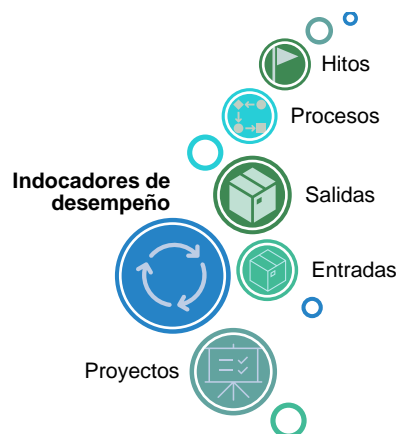 Hitos
Procesos
Indocadores de
desempeño
Salidas
Entradas
Proyectos